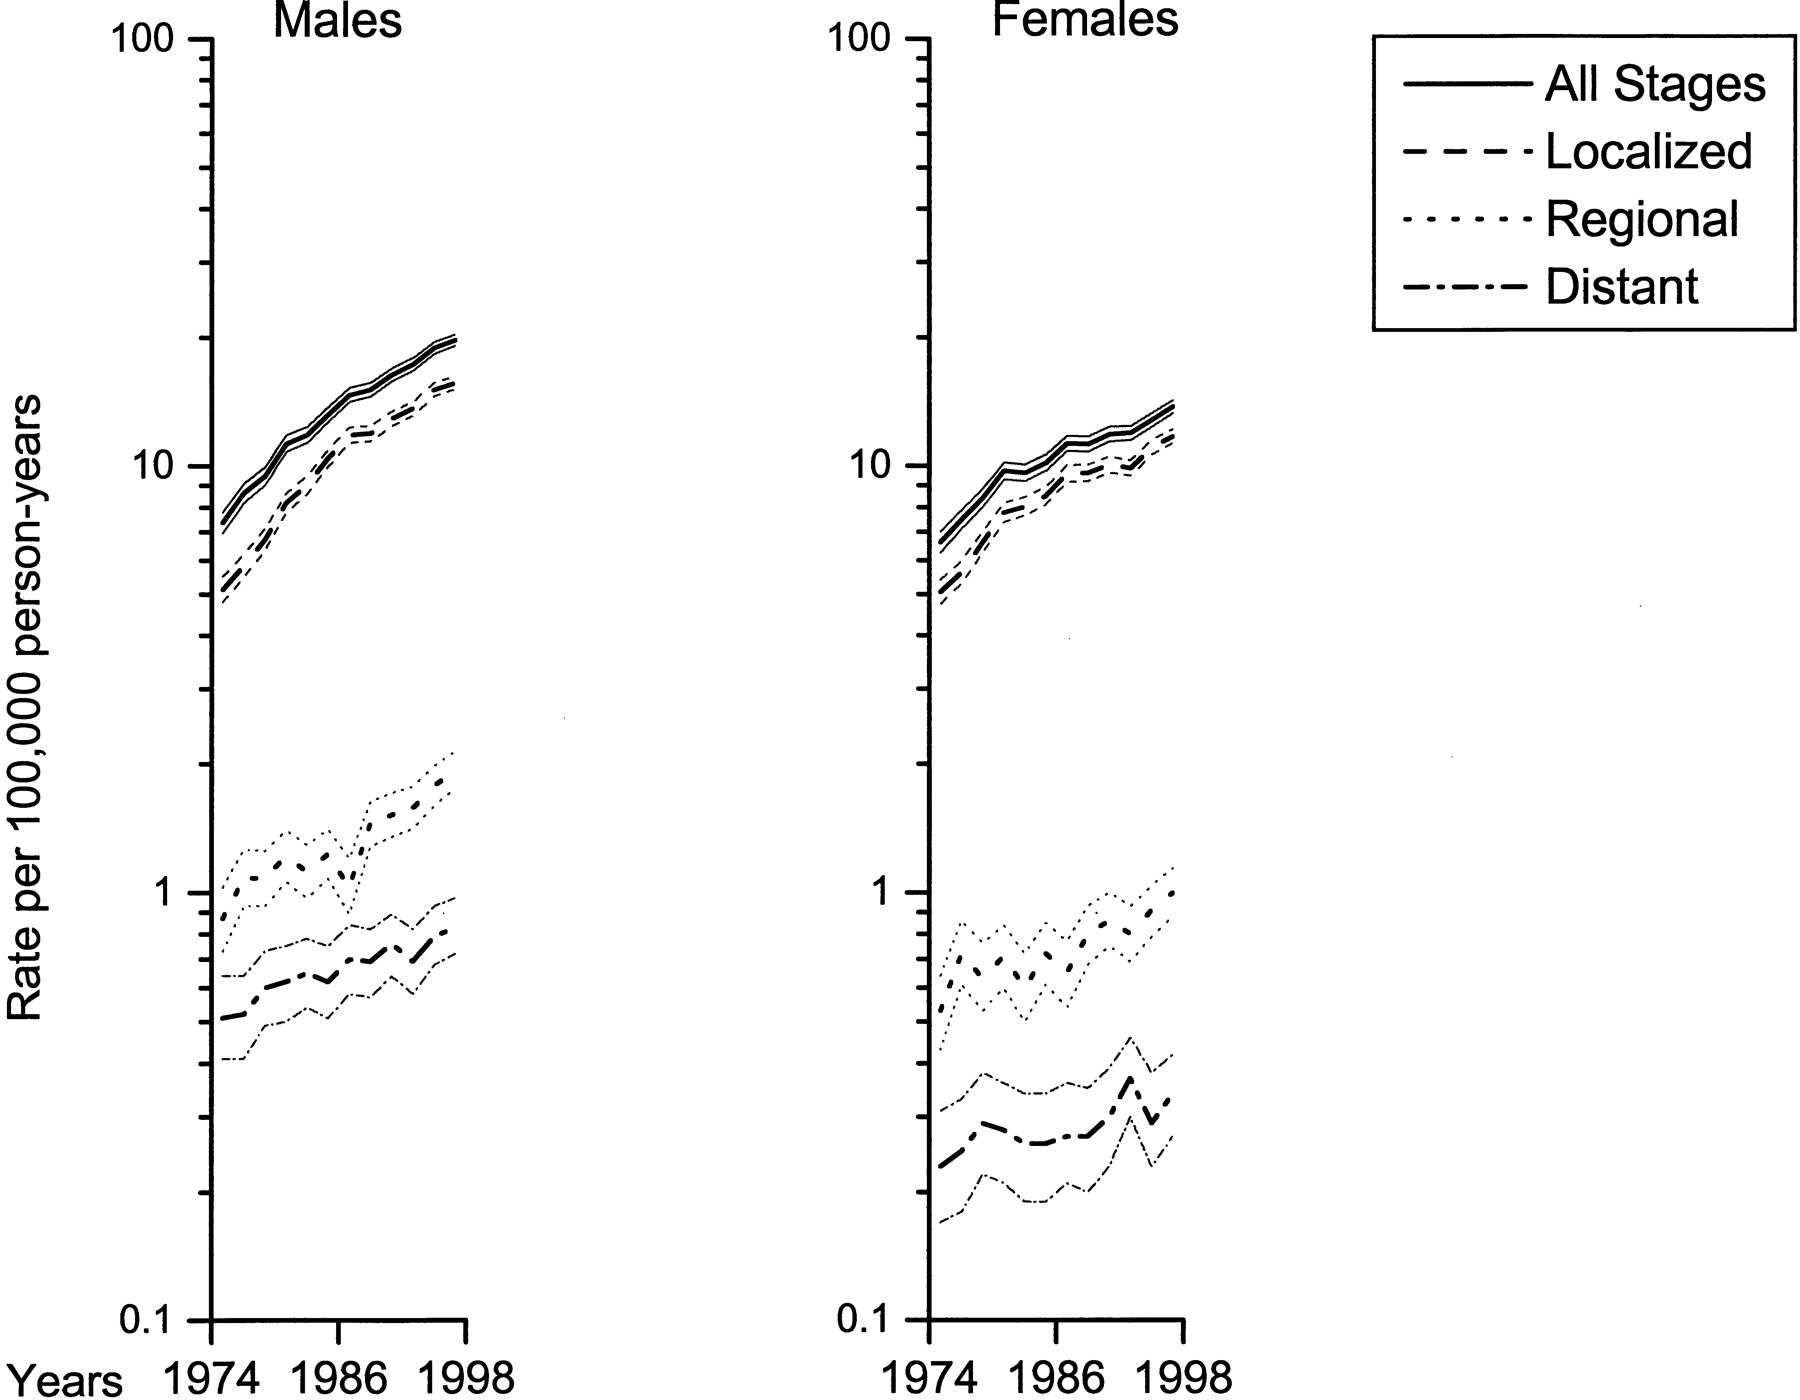 Males
Females
100
10
1
0.1
100
10
1
0.1
Rate per 100,000 person-years
Years
1974 1986 1998
1974 1986 1998
All Stages
Localized
Regional
Distant